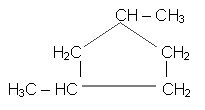 CH – CH₃
H₂C CH₂
H₃C – HC CH₂